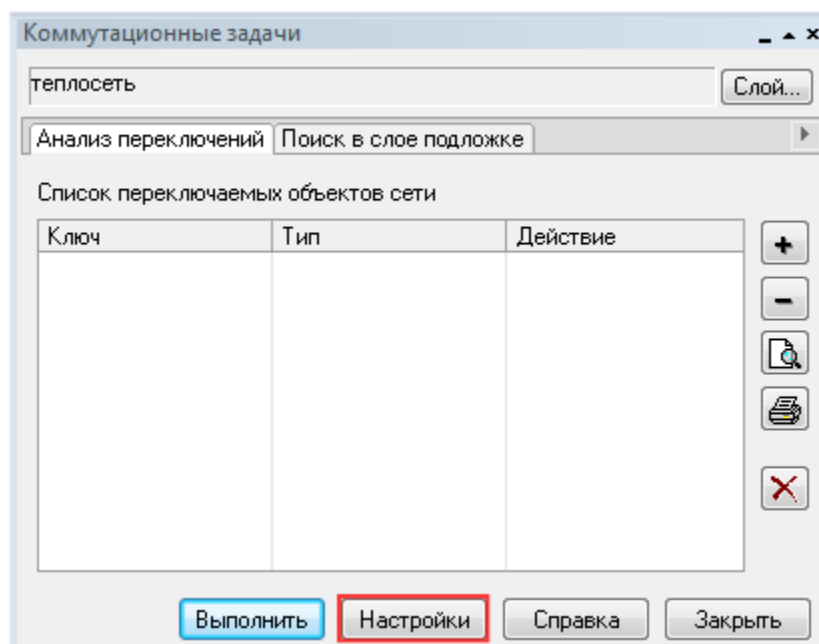 Коммутационные задачи
теплосеть Слой...
Анализ переключений Поиск в слое подложке
Список переключаемых объектов сети
Ключ Тип Действие
Выполнить Настройки Справка Закрыть